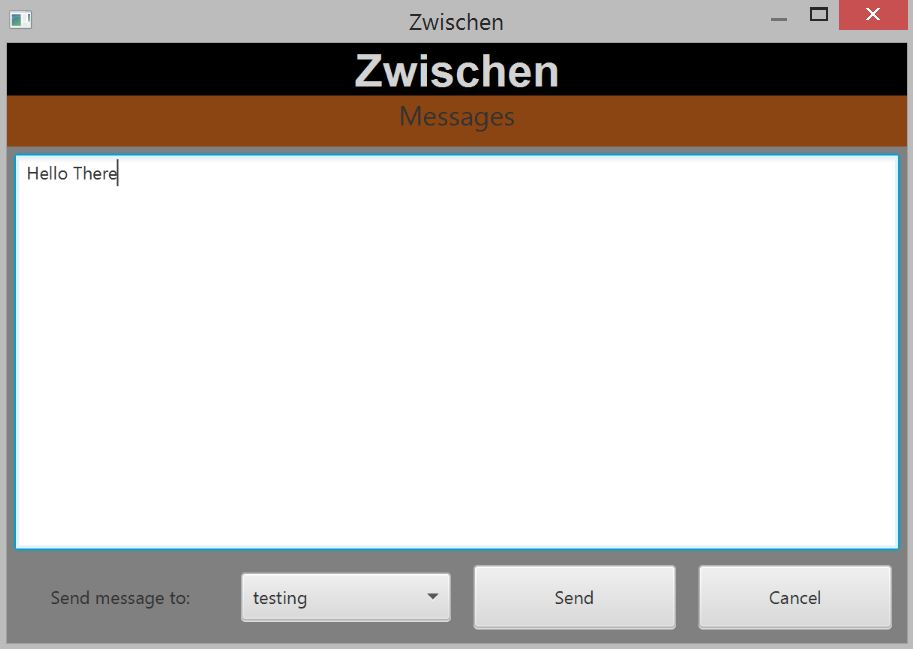 Zwischen
Zwischen
Messages
Hello There
Send message to: testing Send Cancel